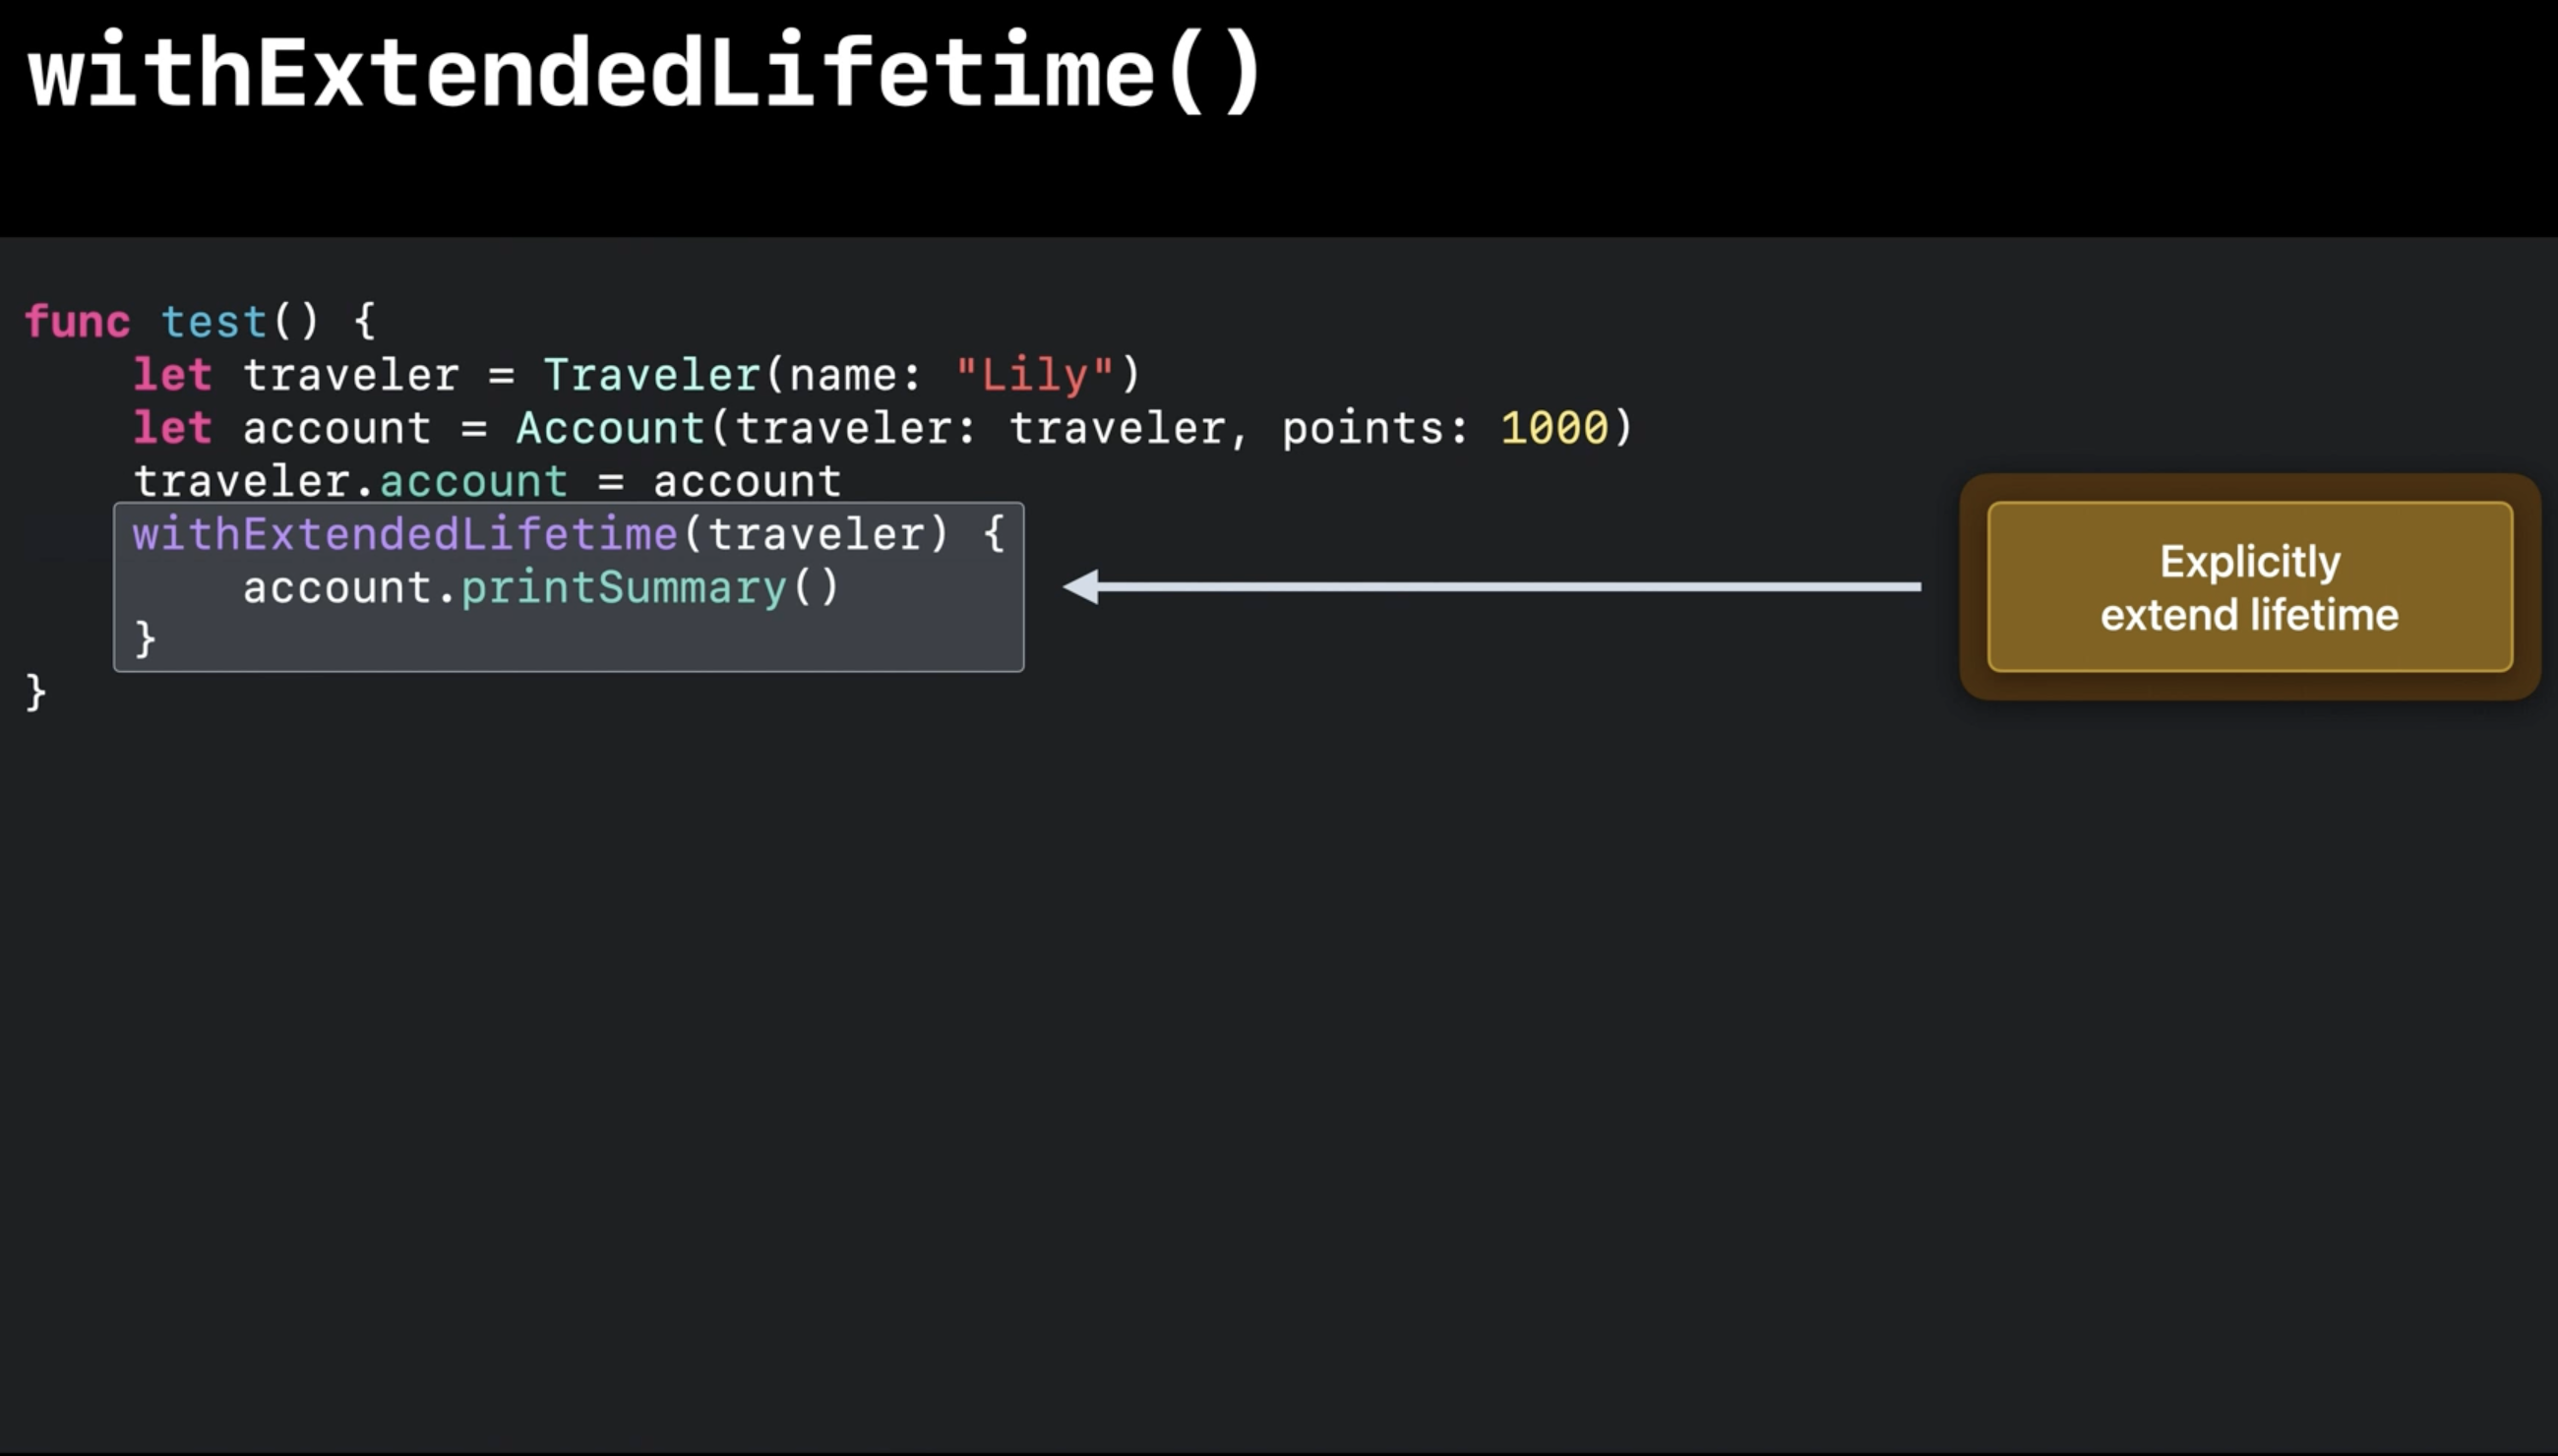 withExtendedLifetime()
func test() {
    let traveler = Traveler(name: "Lily")
    let account = Account(traveler: traveler, points: 1000)
    traveler.account = account
    withExtendedLifetime(traveler) {
        account.printSummary()
    }
}
Explicitly
extend lifetime